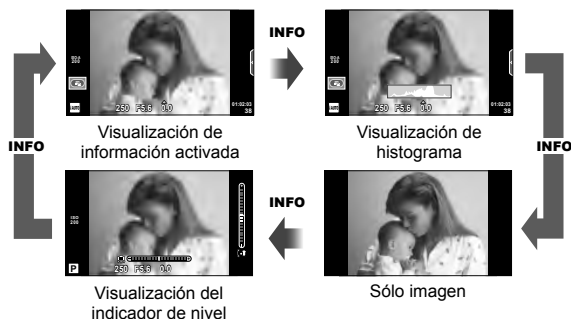 INFO
ISO-A
200
250 F5.6 0.0
01:02:03
38
Visualización de
información activada
250 F5.6 0.0
01:02:03
38
Visualización de
histograma
INFO
INFO
INFO
ISO
200
P
250 F5.6 0.0
Visualización del
indicador de nivel
Sólo imagen